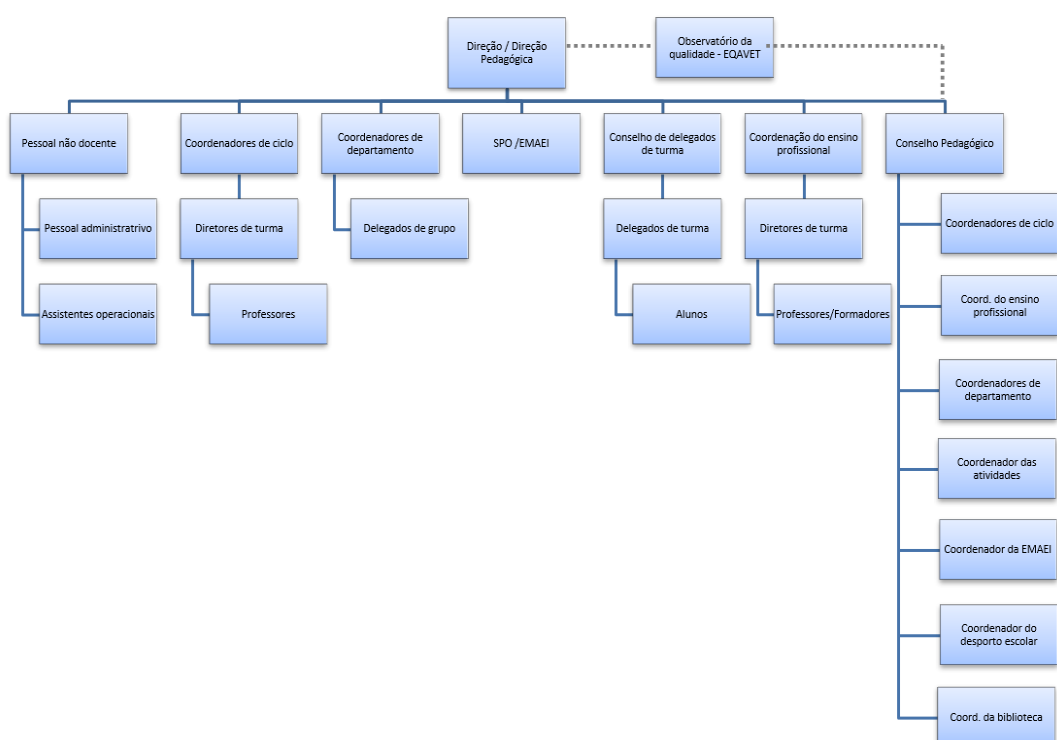 Direção / Direção
Pedagógica
Observatório da
qualidade - EQAVET
Pessoal não docente
Coordenadores de ciclo
Coordenadores de
departamento
SPO /EMAEI
Conselho de delegados
de turma
Coordenação do ensino
profissional
Conselho Pedagógico
Pessoal administratrivo
Diretores de turma
Delegados de grupo
Delegados de turma
Diretores de turma
Coordenadores de ciclo
Assistentes operacionais
Professores
Alunos
Professores/Formadores
Coord. do ensino
profissional
Coordenadores de
departamento
Coordenador das
atividades
Coordenador da EMAEI
Coordenador do
desporto escolar
Coord. da biblioteca